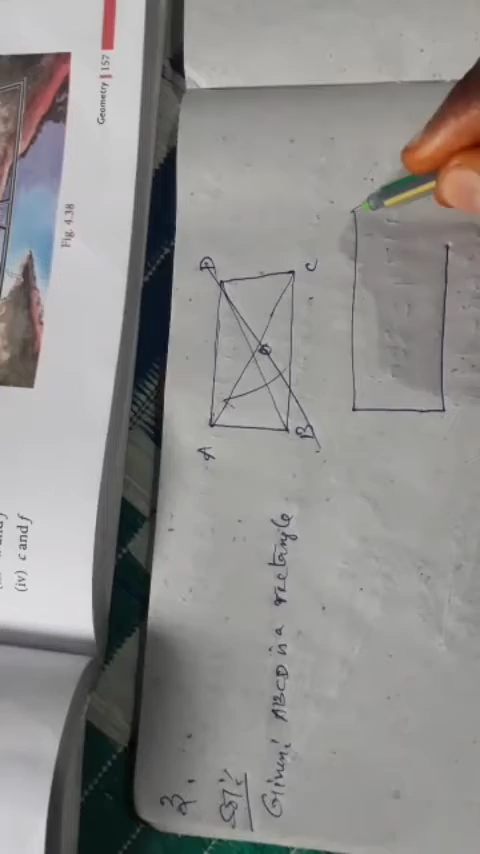 Geometry | 157
Fig. 4.38
(iv) c and f
3.
Sol:
Given: ABCD is a rectangle
A
B
C
D
O